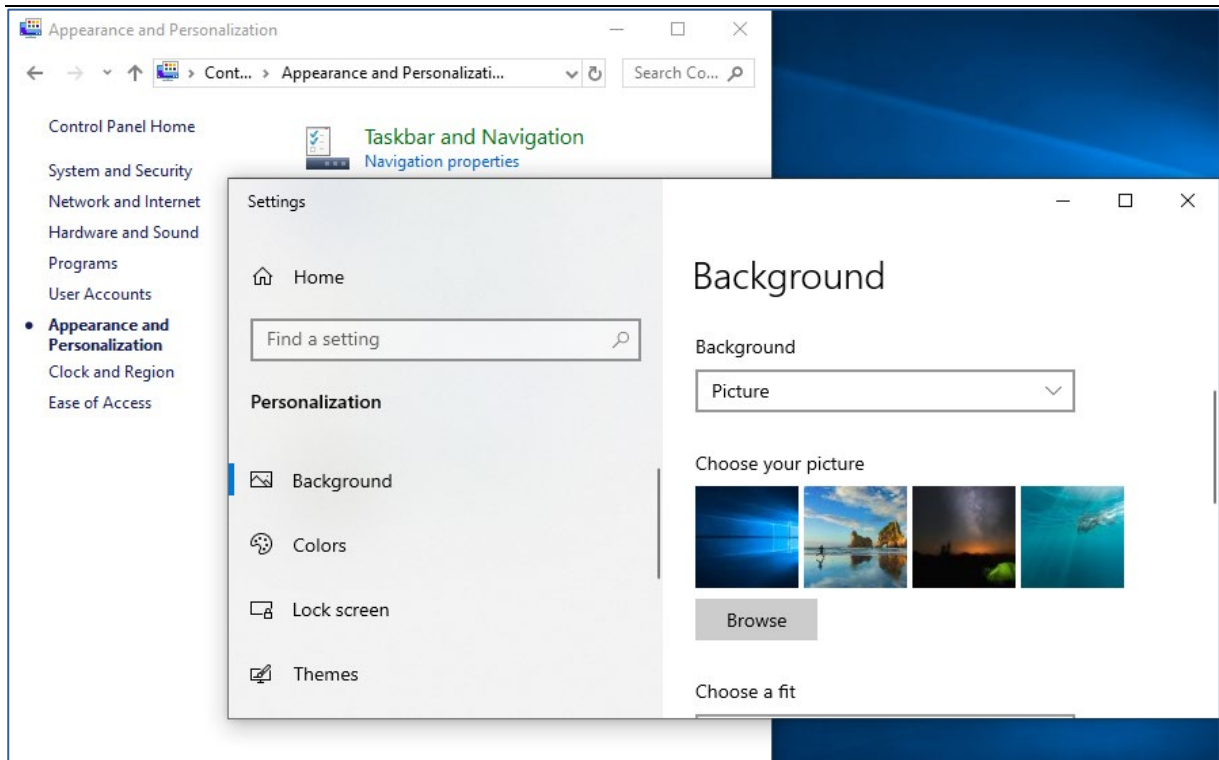 Appearance and Personalization
Cont... > Appearance and Personalizati...
Search Co...
Control Panel Home
System and Security
Network and Internet
Hardware and Sound
Programs
User Accounts
Appearance and
Personalization
Clock and Region
Ease of Access
Taskbar and Navigation
Navigation properties
Settings
Home
Find a setting
Personalization
Background
Colors
Lock screen
Themes
Background
Background
Picture
Choose your picture
Browse
Choose a fit